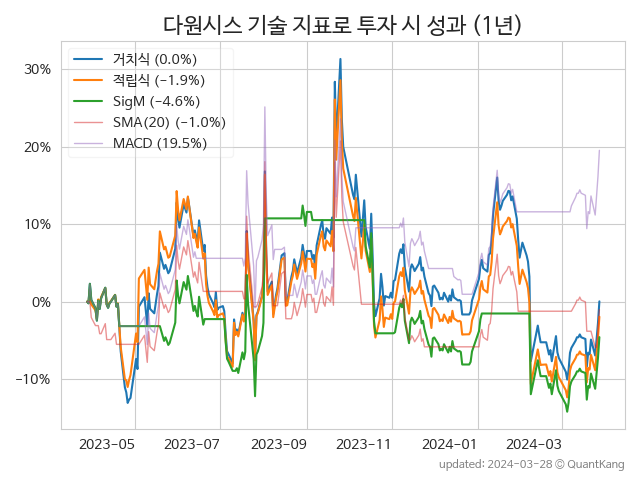 다원시스 기술 지표로 투자 시 성과 (1년)
거치식 (0.0%)
적립식 (−1.9%)
SigM (−4.6%)
SMA(20) (−1.0%)
MACD (19.5%)
30%
20%
10%
0%
−10%
2023-05 2023-07 2023-09 2023-11 2024-01 2024-03
updated: 2024-03-28 © QuantKang